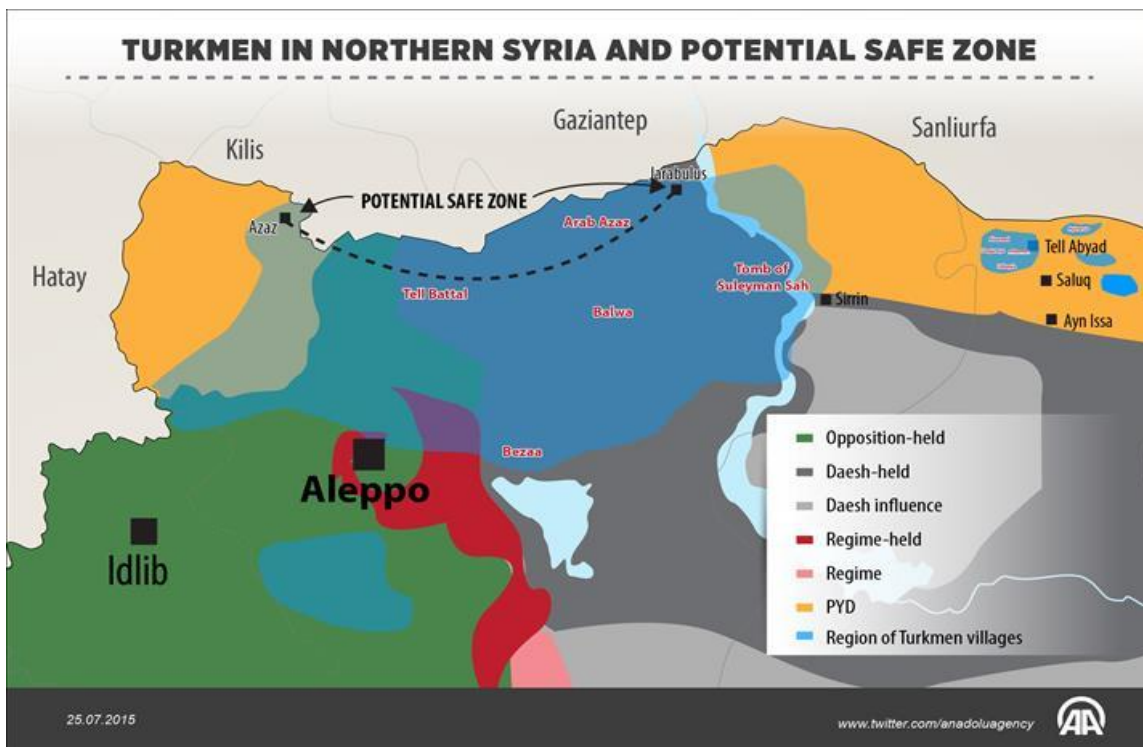 TURKMEN IN NORTHERN SYRIA AND POTENTIAL SAFE ZONE
Gaziantep
Sanliurfa
Kilis
Jarabulus
POTENTIAL SAFE ZONE
Azaz
Arab Azaz
Tell Abyad
Hatay
Tomb of
Suleyman Sah
Saluq
Tell Battal
Sirrin
Balwa
Ayn Issa
Bezaa
Aleppo
Idlib
Opposition-held
Daesh-held
Daesh influence
Regime-held
Regime
PYD
Region of Turkmen villages
25.07.2015
www.twitter.com/anadoluagency
AA